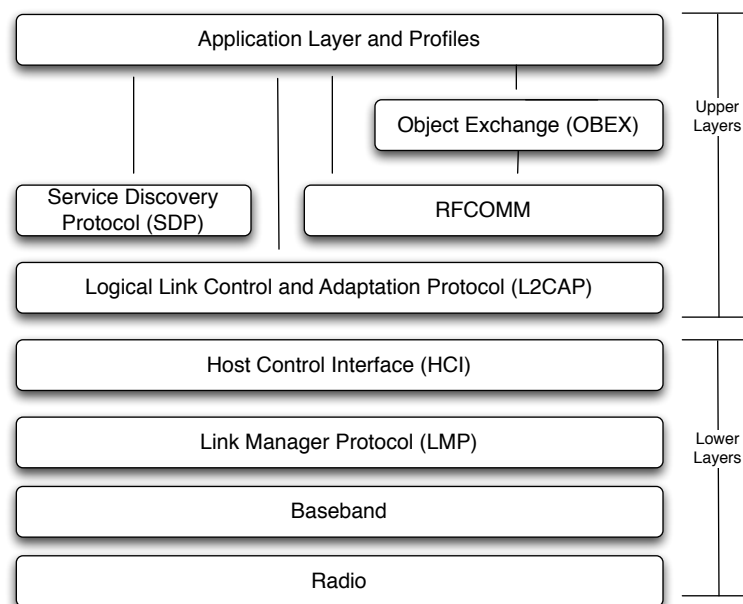 Application Layer and Profiles
Upper
Layers
Object Exchange (OBEX)
Service Discovery
Protocol (SDP)
RFCOMM
Logical Link Control and Adaptation Protocol (L2CAP)
Host Control Interface (HCI)
Link Manager Protocol (LMP)
Lower
Layers
Baseband
Radio